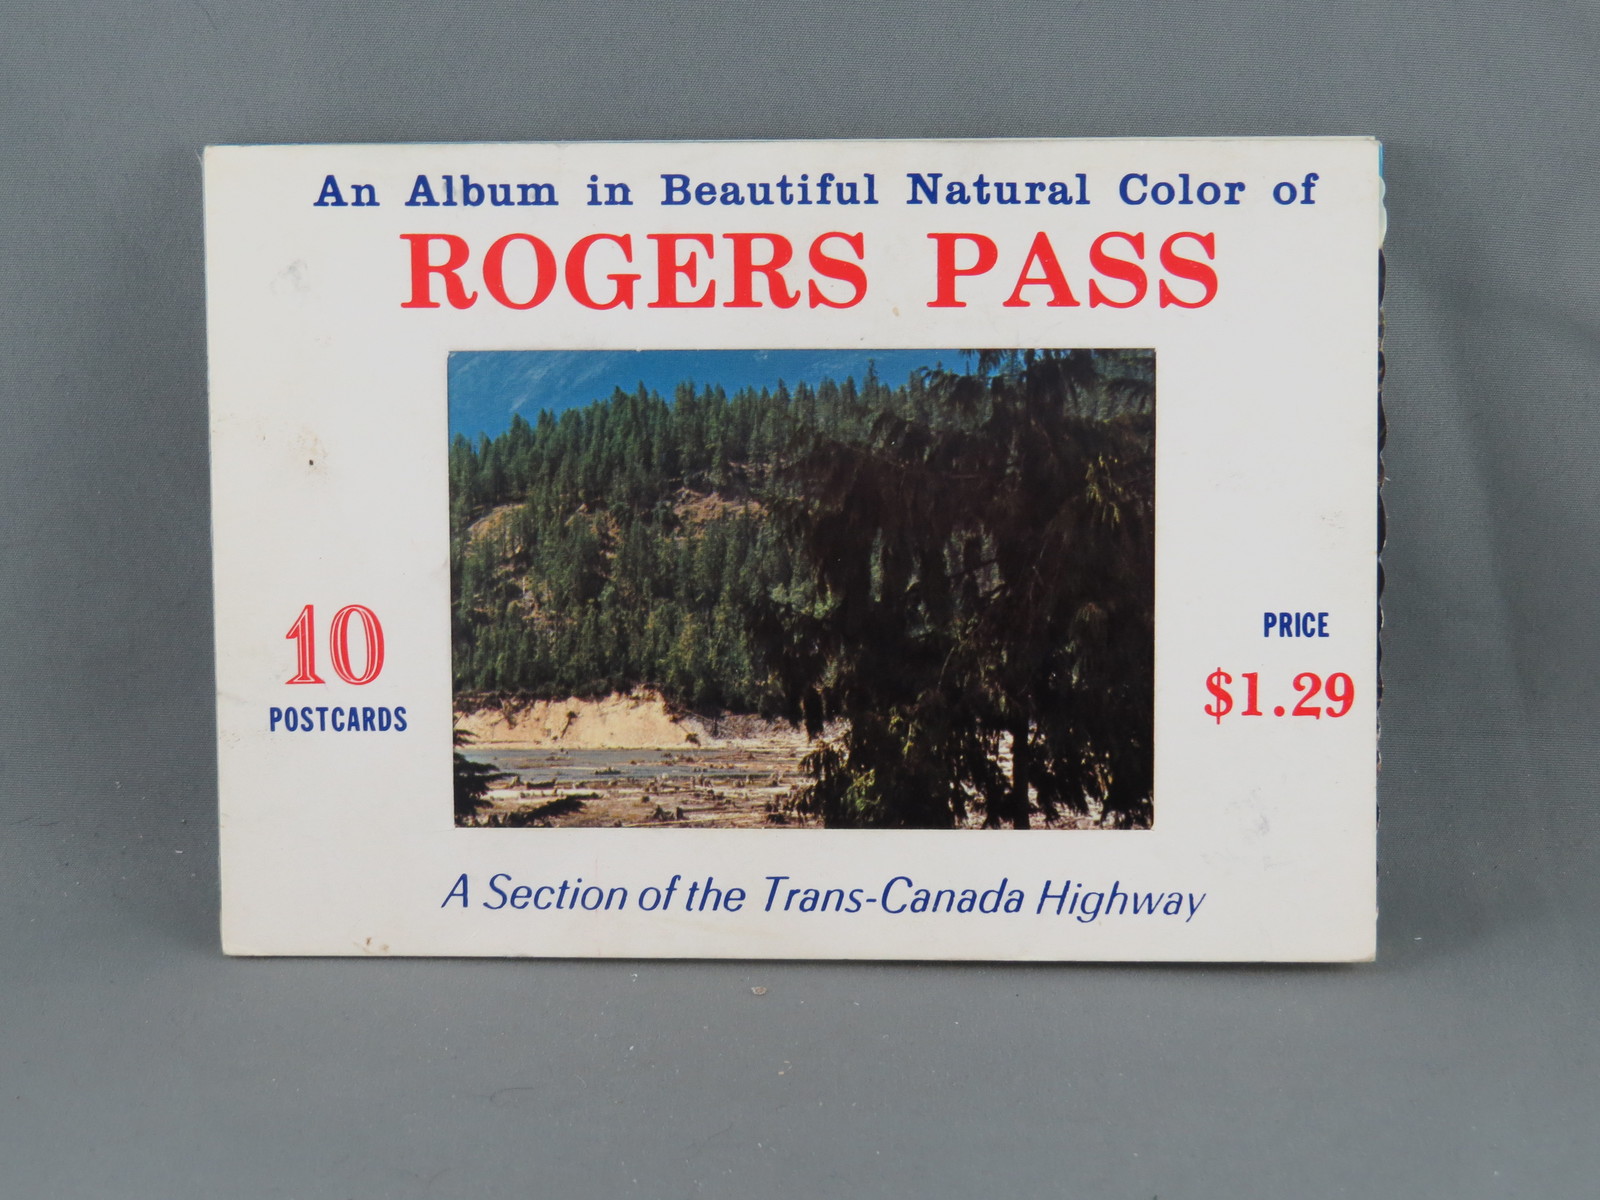 An Album in Beautiful Natural Color of
ROGERS PASS
10
POSTCARDS
PRICE
$1.29
A Section of the Trans-Canada Highway